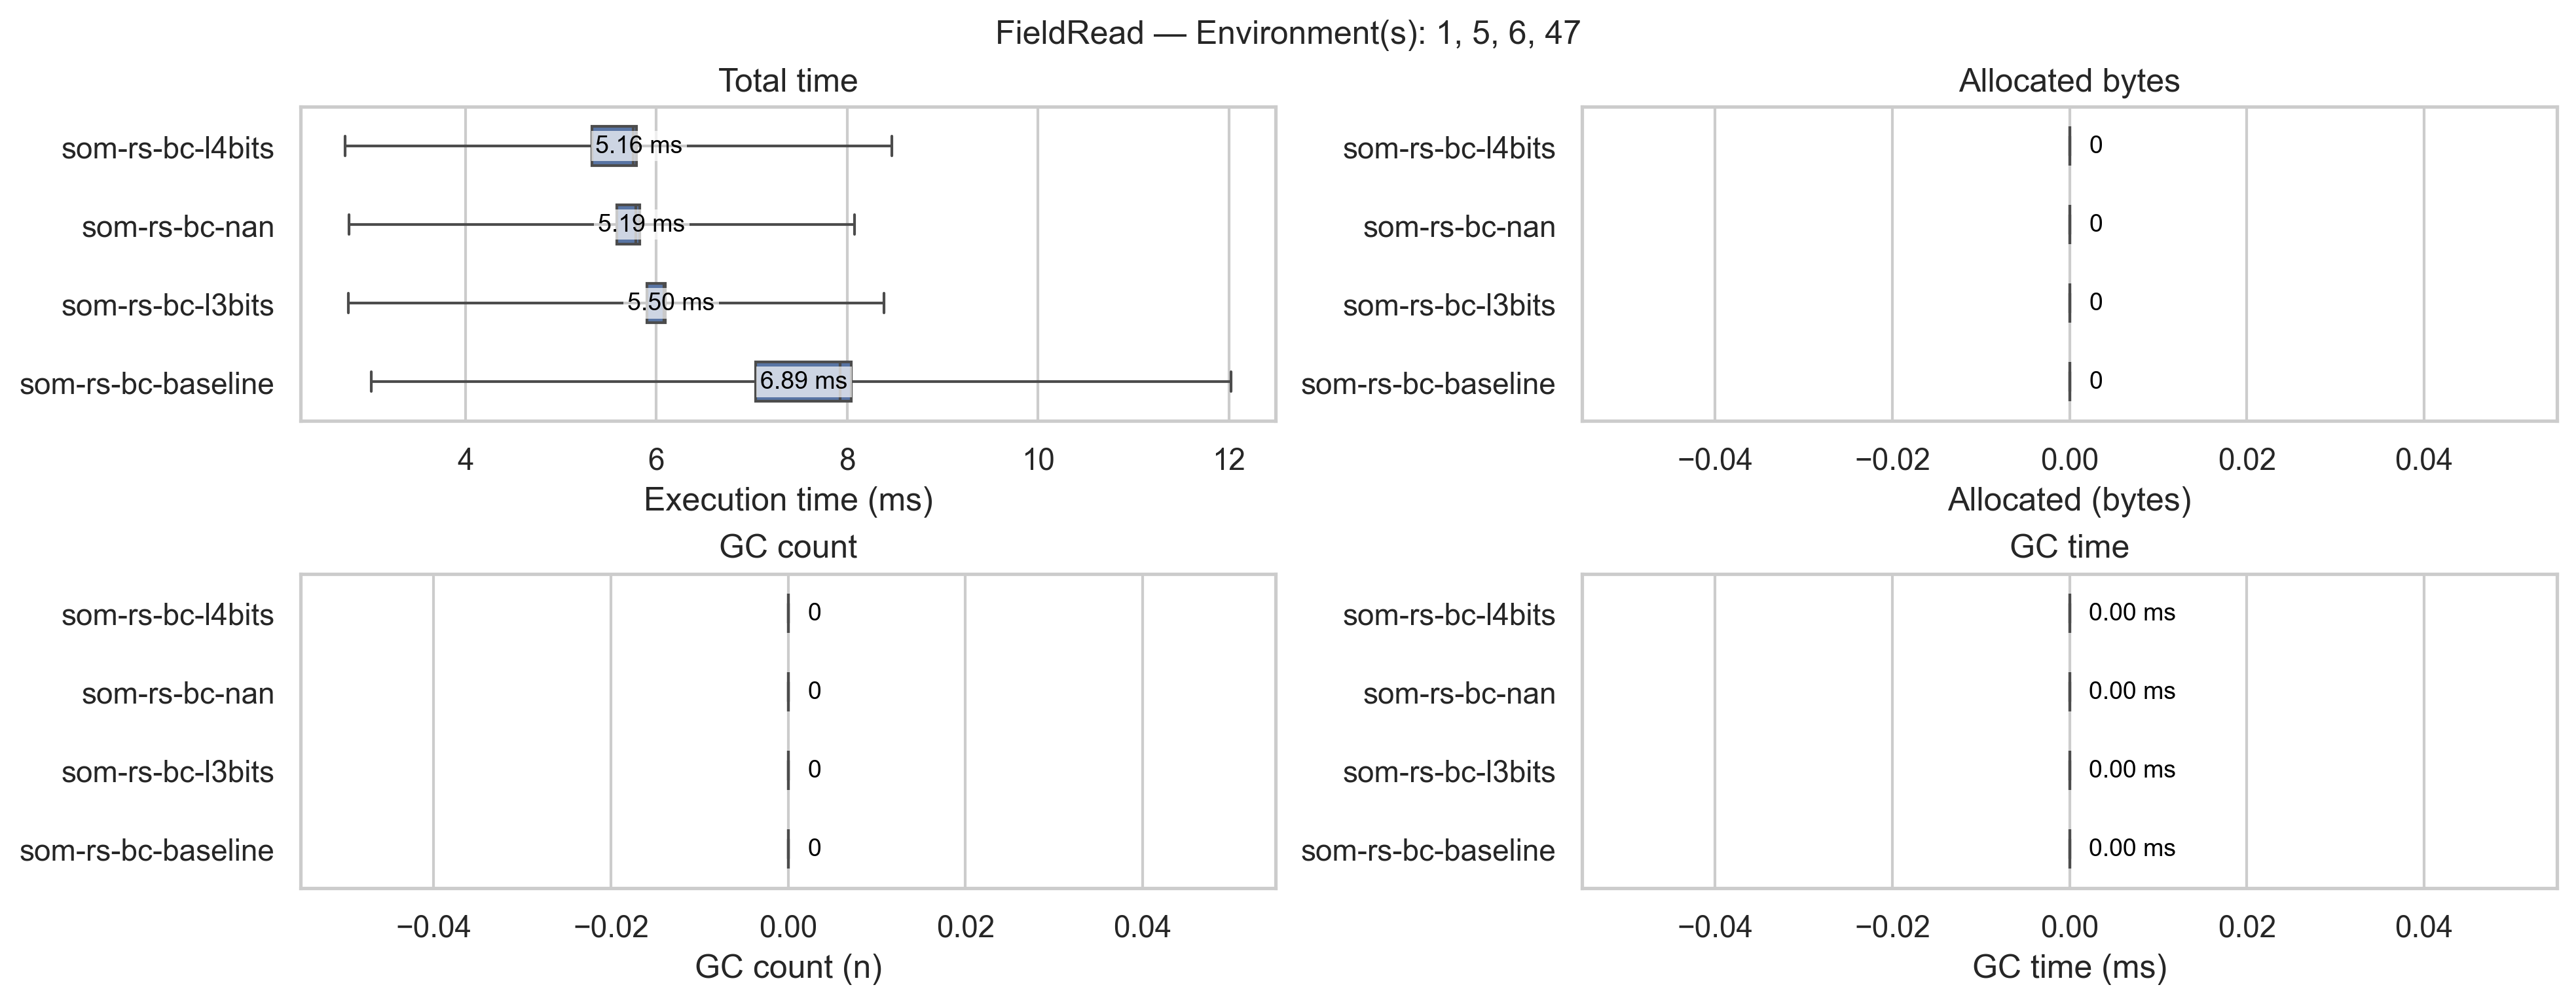 FieldRead — Environment(s): 1, 5, 6, 47
Total time
som-rs-bc-l4bits
5.16 ms
som-rs-bc-nan
5.19 ms
som-rs-bc-l3bits
5.50 ms
som-rs-bc-baseline
6.89 ms
4 6 8 10 12
Execution time (ms)
Allocated bytes
som-rs-bc-l4bits
0
som-rs-bc-nan
0
som-rs-bc-l3bits
0
som-rs-bc-baseline
0
−0.04 −0.02 0.00 0.02 0.04
Allocated (bytes)
GC count
som-rs-bc-l4bits
0
som-rs-bc-nan
0
som-rs-bc-l3bits
0
som-rs-bc-baseline
0
−0.04 −0.02 0.00 0.02 0.04
GC count (n)
GC time
som-rs-bc-l4bits
0.00 ms
som-rs-bc-nan
0.00 ms
som-rs-bc-l3bits
0.00 ms
som-rs-bc-baseline
0.00 ms
−0.04 −0.02 0.00 0.02 0.04
GC time (ms)